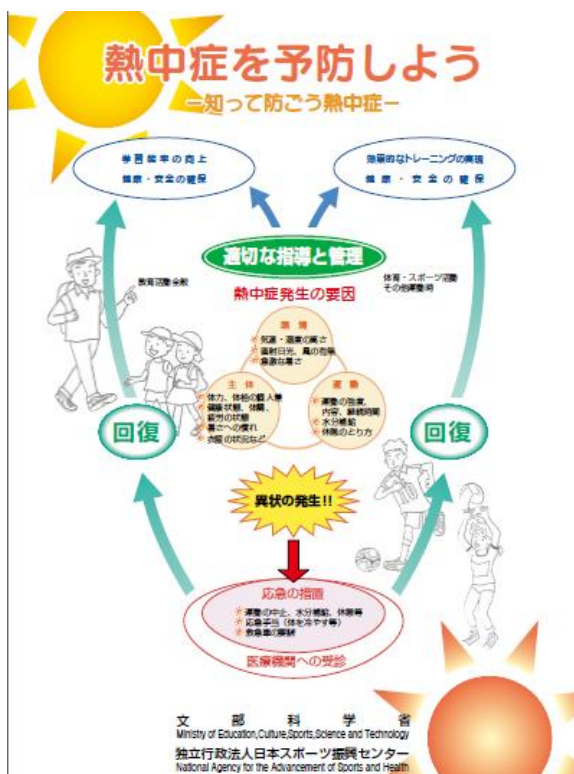 熱中症を予防しよう
−知って防ごう熱中症−
学習能率の向上
健康・安全の確保
効果的なトレーニングの実現
健康・安全の確保
適切な指導と管理
教育活動全般
体育・スポーツ活動
その他運動時
熱中症発生の要因
環境
気温・湿度の高さ
直射日光、風の有無
急激な暑さ
主体
体力、体格の個人差
健康状態、体調、
疲労の状態
暑さへの慣れ
衣服の状況など
運動
運動の強度、
内容、継続時間
水分補給
休憩のとり方
回復
回復
異状の発生!!
応急の措置
運動の中止、水分補給、休憩等
応急手当(体を冷やす等)
救急車の要請
医療機関への受診
文部科学省
Ministry of Education,Culture,Sports,Science and Technology
独立行政法人日本スポーツ振興センター
National Agency for the Advancement of Sports and Health